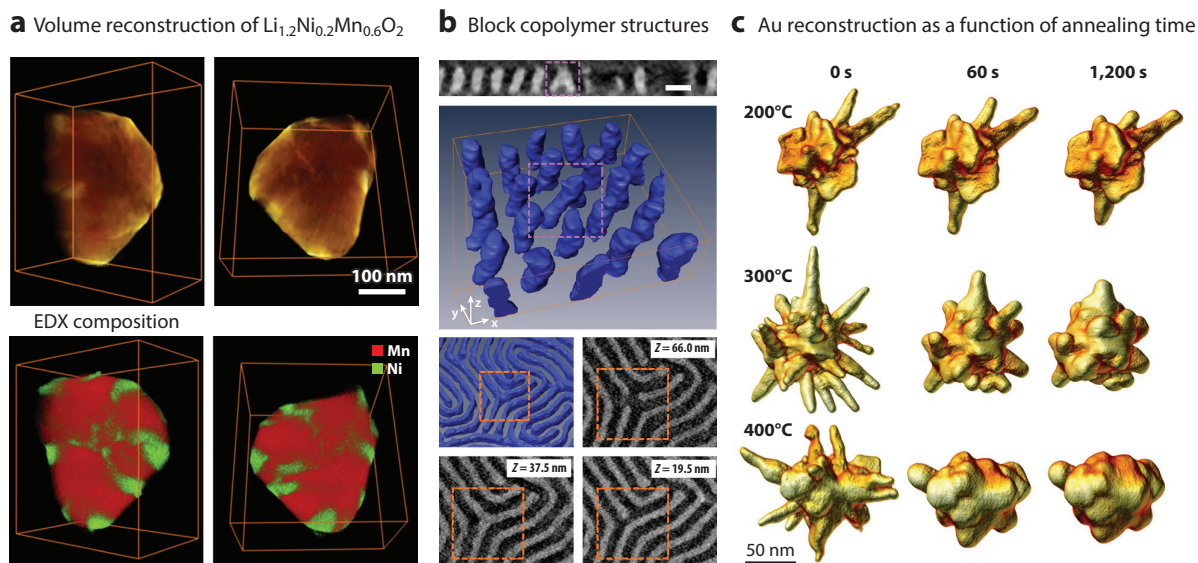 a Volume reconstruction of Li1.2Ni0.2Mn0.6O2
100 nm
EDX composition
Mn
Ni
b Block copolymer structures
z
y
x
Z = 66.0 nm
Z = 37.5 nm
Z = 19.5 nm
c Au reconstruction as a function of annealing time
0 s 60 s 1,200 s
200°C
300°C
400°C
50 nm